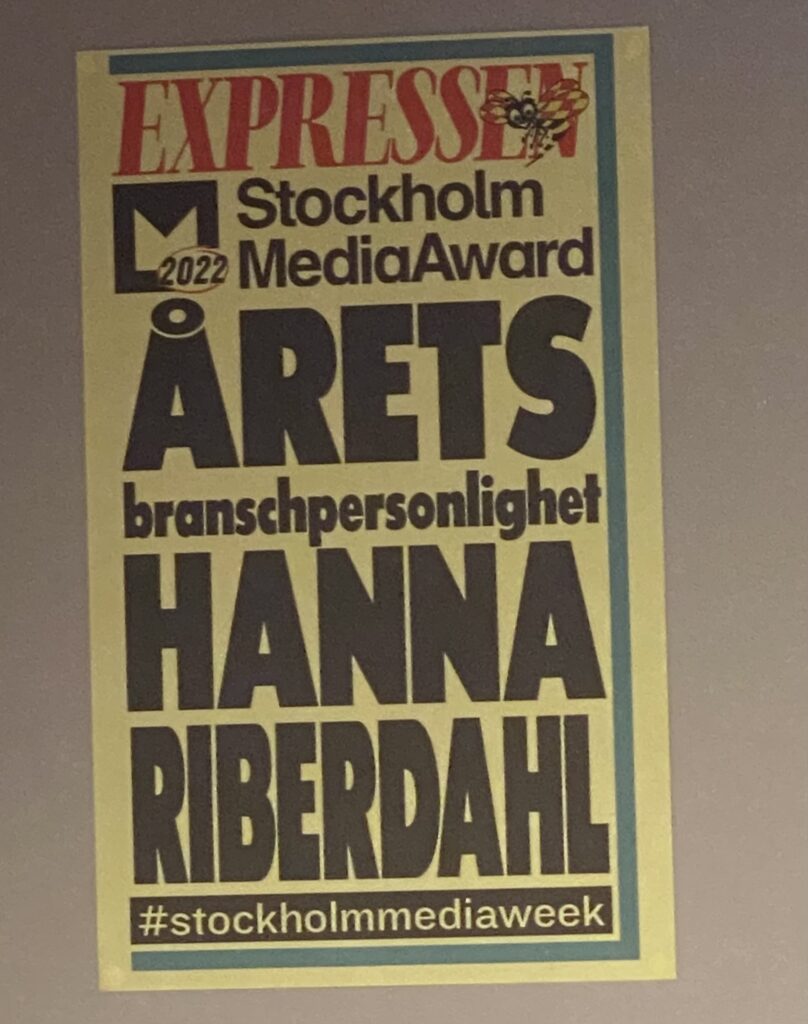 EXPRESSEN
Stockholm
MediaAward
2022
ÅRETS
branschpersonlighet
HANNA
RIBERDAHL
#stockholmmediaweek